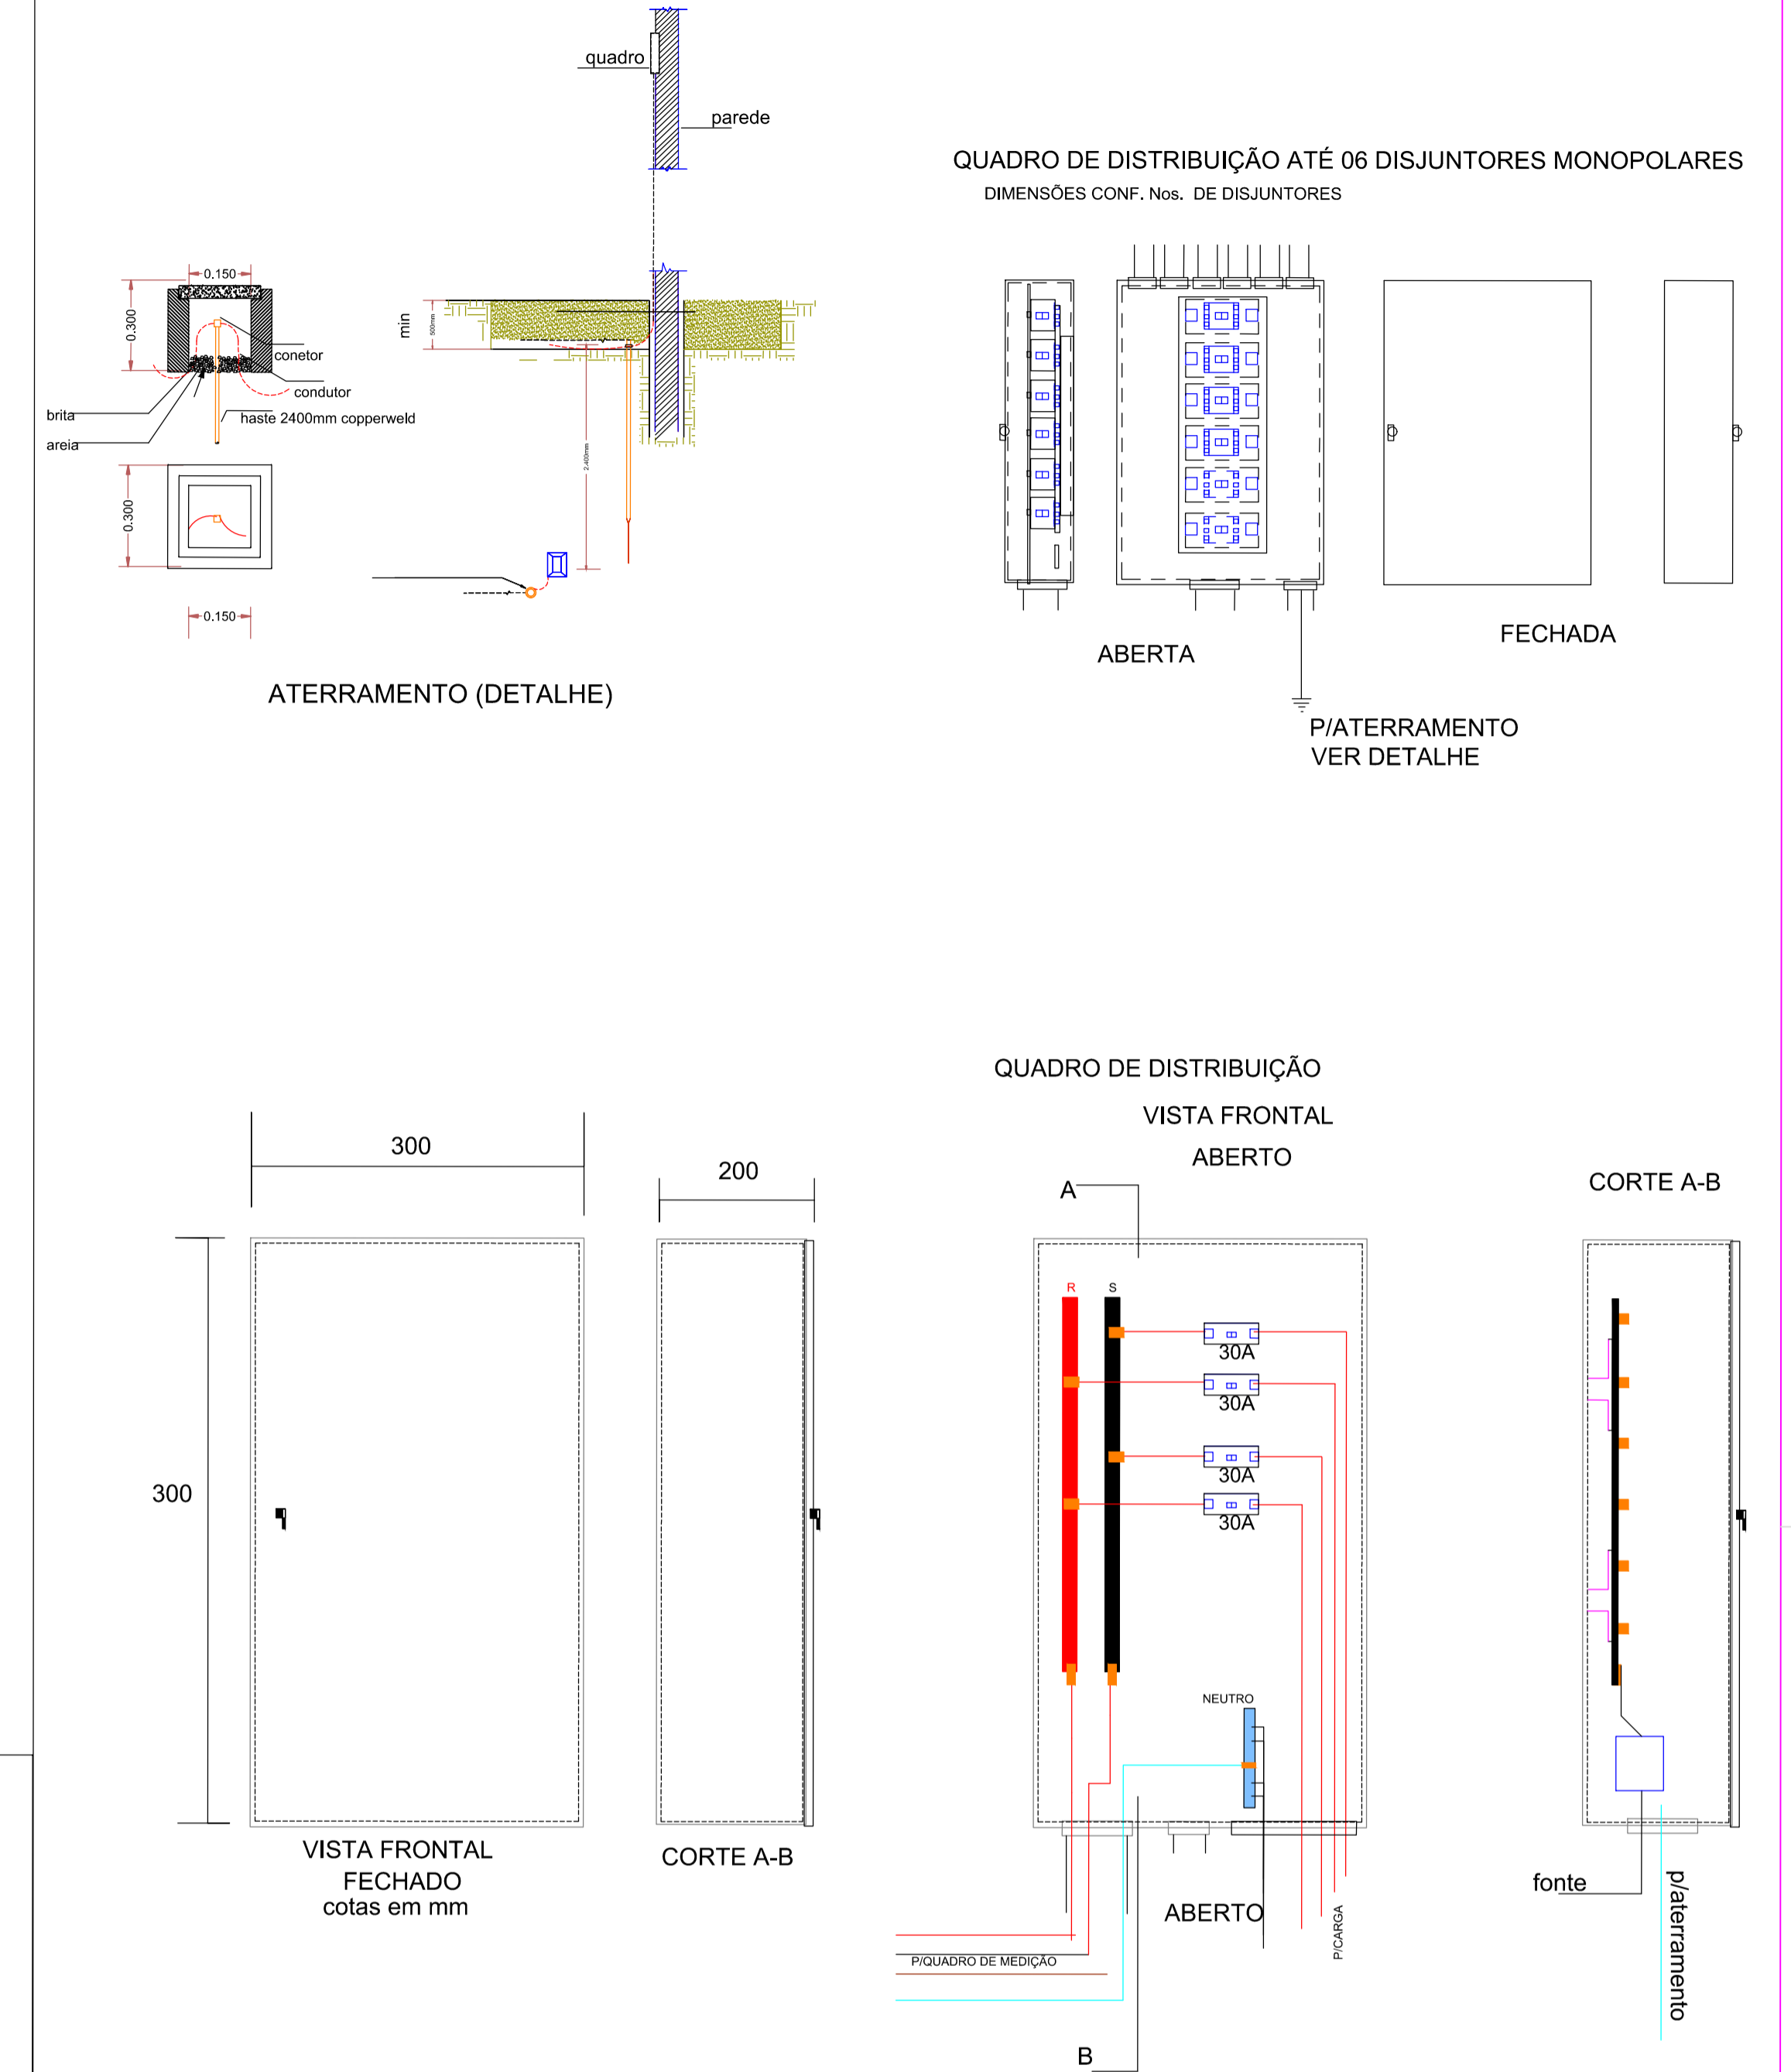 quadro
parede
0.150
0.300
conetor
condutor
brita
haste 2400mm copperweld
areia
0.300
0.150
min
500mm
2.400mm
ATERRAMENTO (DETALHE)
QUADRO DE DISTRIBUIÇÃO ATÉ 06 DISJUNTORES MONOPOLARES
DIMENSÕES CONF. Nos. DE DISJUNTORES
ABERTA
FECHADA
P/ATERRAMENTO
VER DETALHE
300
200
300
VISTA FRONTAL
FECHADO
cotas em mm
CORTE A-B
QUADRO DE DISTRIBUIÇÃO
VISTA FRONTAL
ABERTO
A
R
S
30A
30A
30A
30A
NEUTRO
ABERTO
P/CARGA
P/QUADRO DE MEDIÇÃO
B
CORTE A-B
fonte
p/aterramento